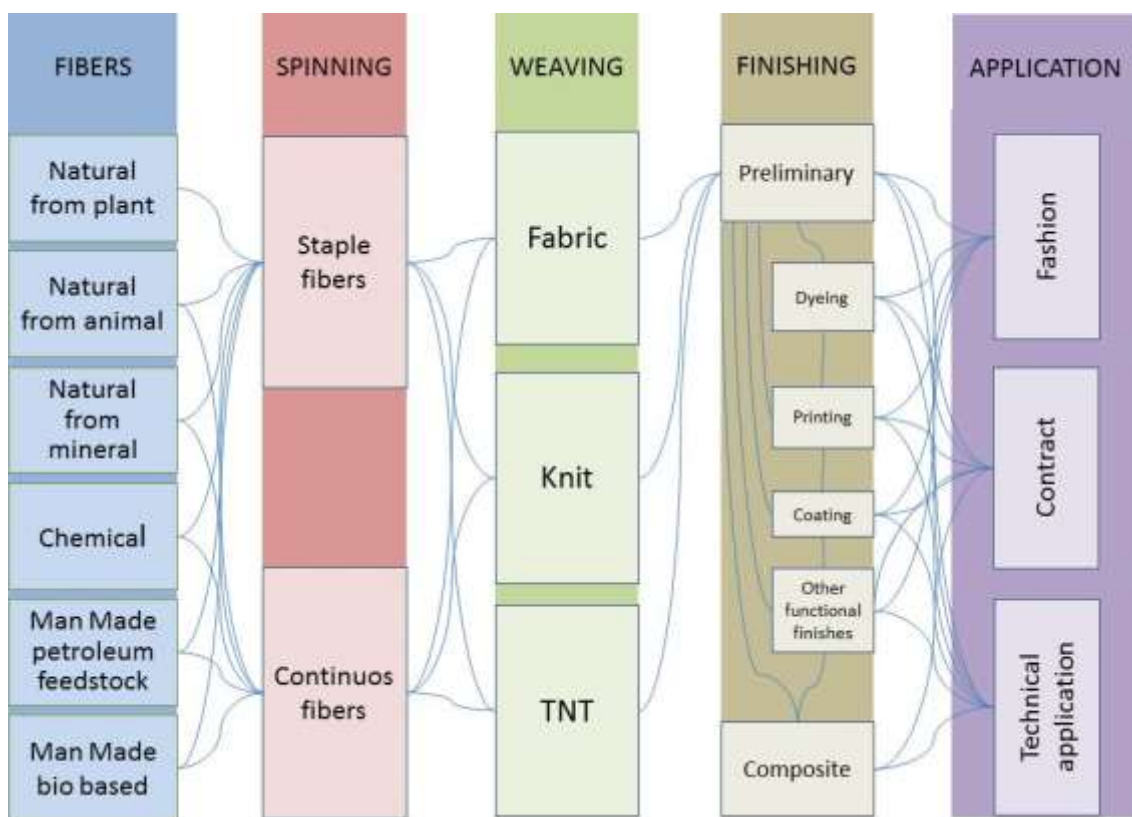 FIBERS
SPINNING
WEAVING
FINISHING
APPLICATION
Natural
from plant
Natural
from animal
Natural
from
mineral
Chemical
Man Made
petroleum
feedstock
Man Made
bio based
Staple
fibers
Continuos
fibers
Fabric
Knit
TNT
Preliminary
Dyeing
Printing
Coating
Other
functional
finishes
Composite
Fashion
Contract
Technical
application